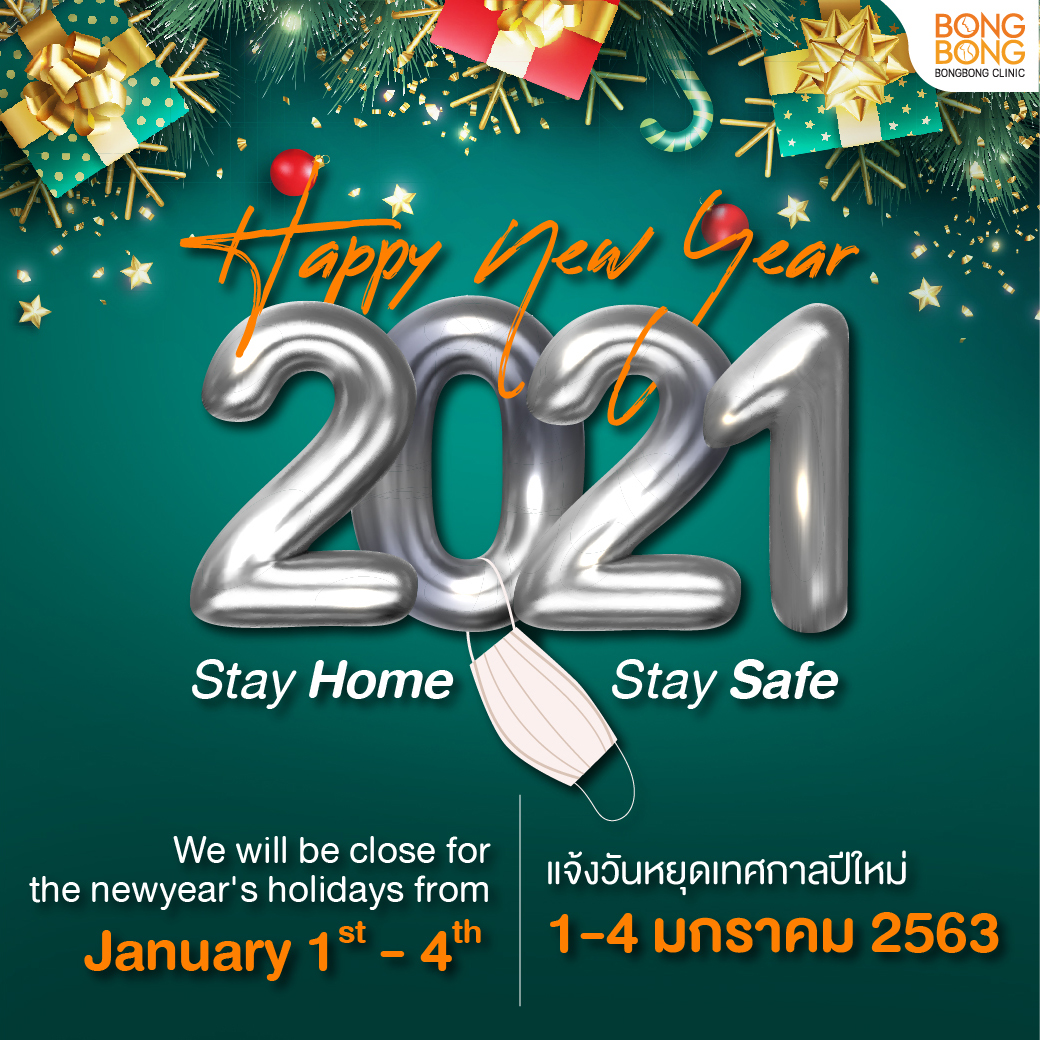 BONG
BONG
BONGBONG CLINIC
Happy New Year
2021
Stay Home
Stay Safe
We will be close for
the newyear's holidays from
January 1st - 4th
แจ้งวันหยุดเทศกาลปีใหม่
1-4 มกราคม 2563